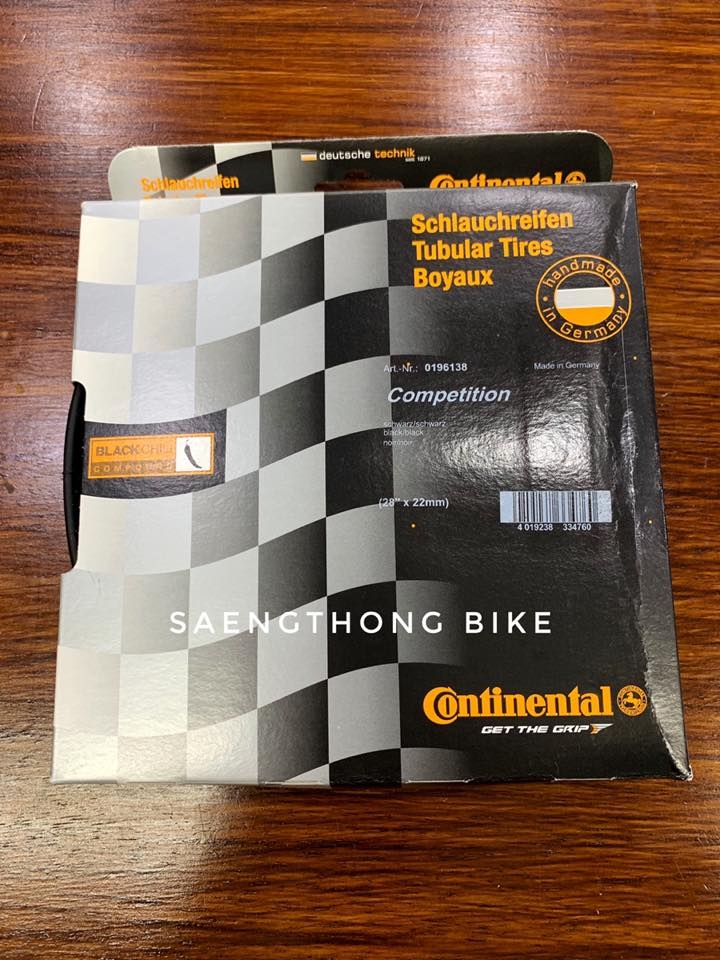 deutsche technik
seit 1871
Schlauchreifen
Continental
Schlauchreifen
Tubular Tires
Boyaux
handmade
in Germany
Art.-Nr.: 0196138
Made in Germany
Competition
schwarz/schwarz
black/black
noir/noir
BLACKCHILI
COMPOUND
(28" x 22mm)
4 019238 334760
SAENGTHONG BIKE
Continental
GET THE GRIP